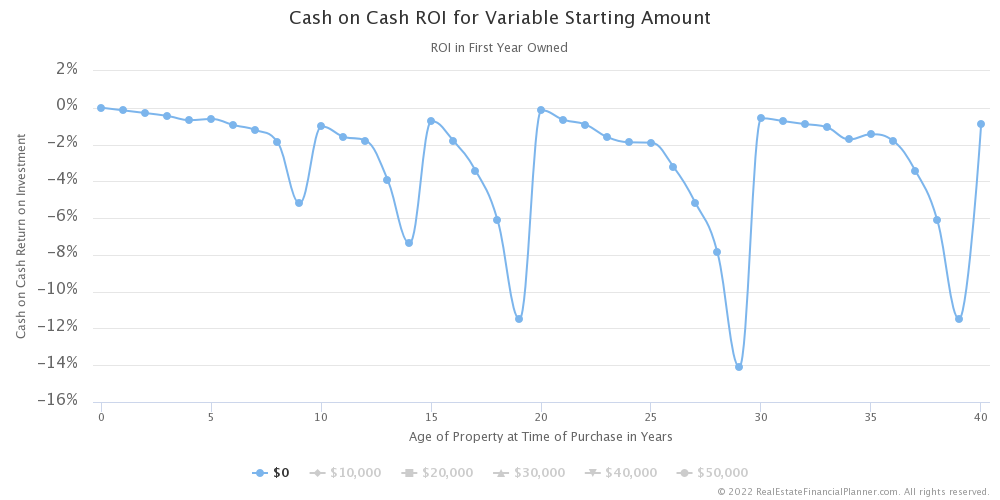 Cash on Cash ROI for Variable Starting Amount
ROI in First Year Owned
Cash on Cash Return on Investment
2%
0%
−2%
−4%
−6%
−8%
−10%
−12%
−14%
−16%
0 5 10 15 20 25 30 35 40
Age of Property at Time of Purchase in Years
$0 $10,000 $20,000 $30,000 $40,000 $50,000
© 2022 RealEstateFinancialPlanner.com. All rights reserved.